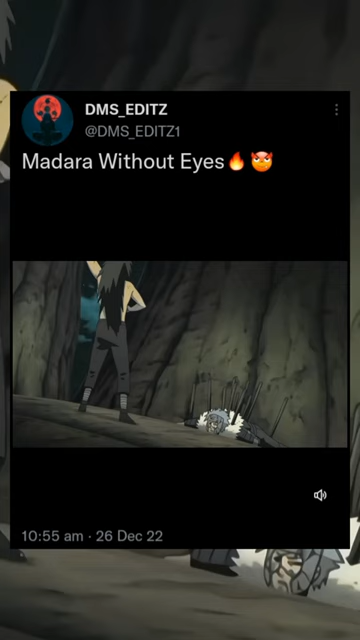 DMS_EDITZ
@DMS_EDITZ1
Madara Without Eyes🔥😈
10:55 am · 26 Dec 22